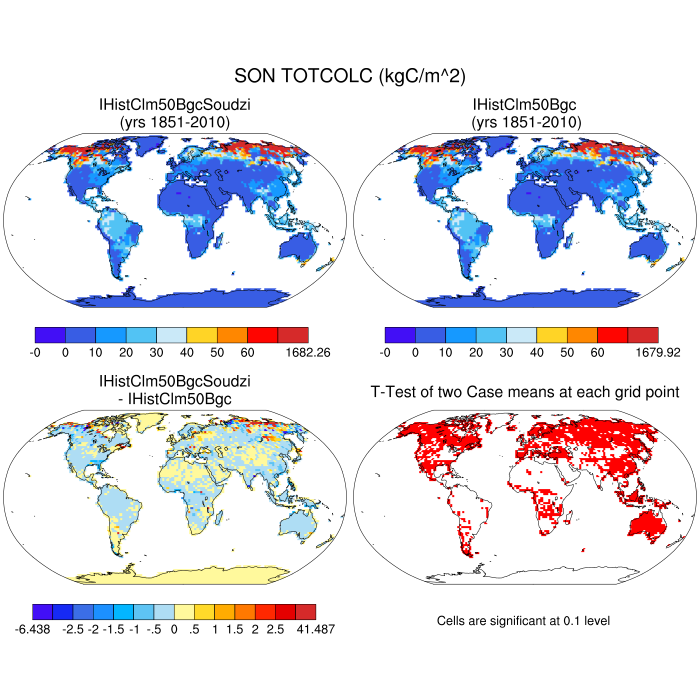 SON TOTCOLC (kgC/m^2)
IHistClm50BgcSoudzi
(yrs 1851-2010)
IHistClm50Bgc
(yrs 1851-2010)
-0 0 10 20 30 40 50 60 1682.26
-0 0 10 20 30 40 50 60 1679.92
IHistClm50BgcSoudzi
- IHistClm50Bgc
T-Test of two Case means at each grid point
-6.438 -2.5 -2 -1.5 -1 -.5 0 .5 1 1.5 2 2.5 41.487
Cells are significant at 0.1 level